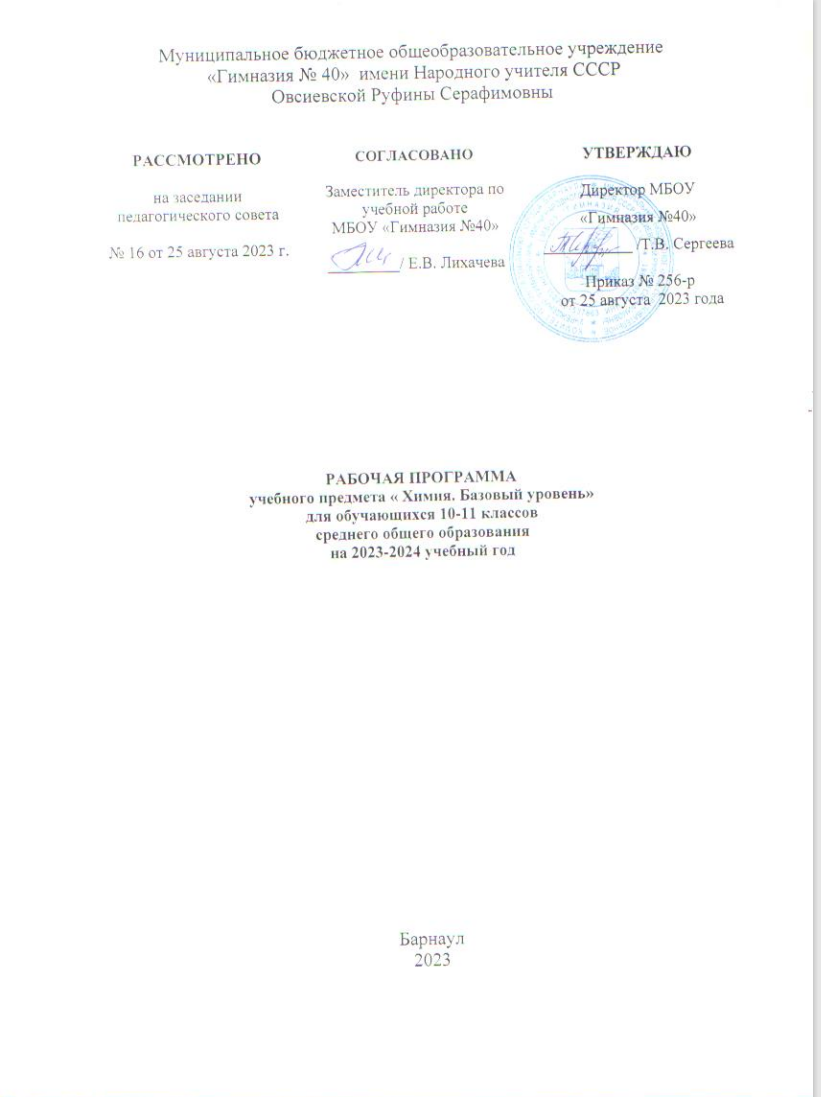 Муниципальное бюджетное общеобразовательное учреждение
«Гимназия № 40» имени Народного учителя СССР
Овсиевской Руфины Серафимовны
РАССМОТРЕНО
на заседании
педагогического совета
№ 16 от 25 августа 2023 г.
СОГЛАСОВАНО
Заместитель директора по
учебной работе
МБОУ «Гимназия №40»
/ Е.В. Лихачева
УТВЕРЖДАЮ
Директор МБОУ
«Гимназия №40»
/Т.В. Сергеева
Приказ № 256-р
от 25 августа 2023 года
РАБОЧАЯ ПРОГРАММА
учебного предмета « Химия. Базовый уровень»
для обучающихся 10-11 классов
среднего общего образования
на 2023-2024 учебный год
Барнаул
2023